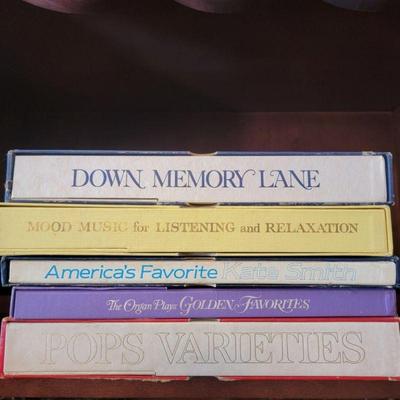 DOWN MEMORY LANE
MOOD MUSIC for LISTENING and RELAXATION
America's Favorite Kate Smith
The Organ Plays GOLDEN FAVORITES
POPS VARIETIES